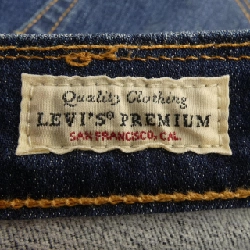 Quality Clothing
LEVI'S® PREMIUM
SAN FRANCISCO, CAL.